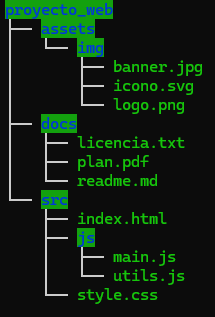 proyecto_web
assets
img
banner.jpg
icono.svg
logo.png
docs
licencia.txt
plan.pdf
readme.md
src
index.html
js
main.js
utils.js
style.css